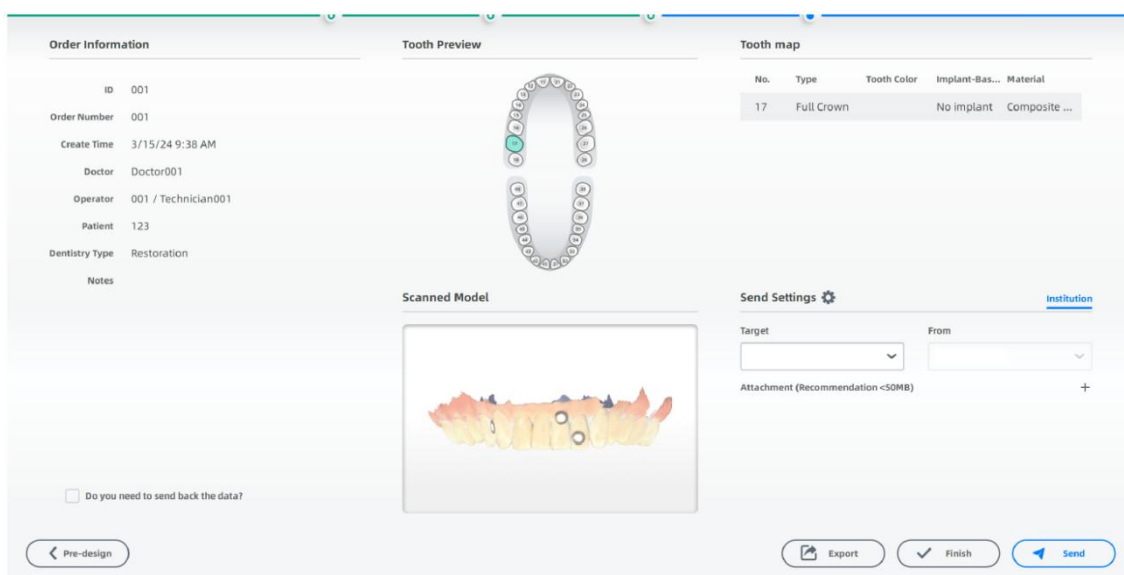 Order Information
ID 001
Order Number 001
Create Time 3/15/24 9:38 AM
Doctor Doctor001
Operator 001 / Technician001
Patient 123
Dentistry Type Restoration
Notes
Do you need to send back the data?
Tooth Preview
17
Scanned Model
Tooth map
No. Type Tooth Color Implant-Bas... Material
17 Full Crown No implant Composite ...
Send Settings Institution
Target From
Attachment (Recommendation <50MB) +
Pre-design Export Finish Send